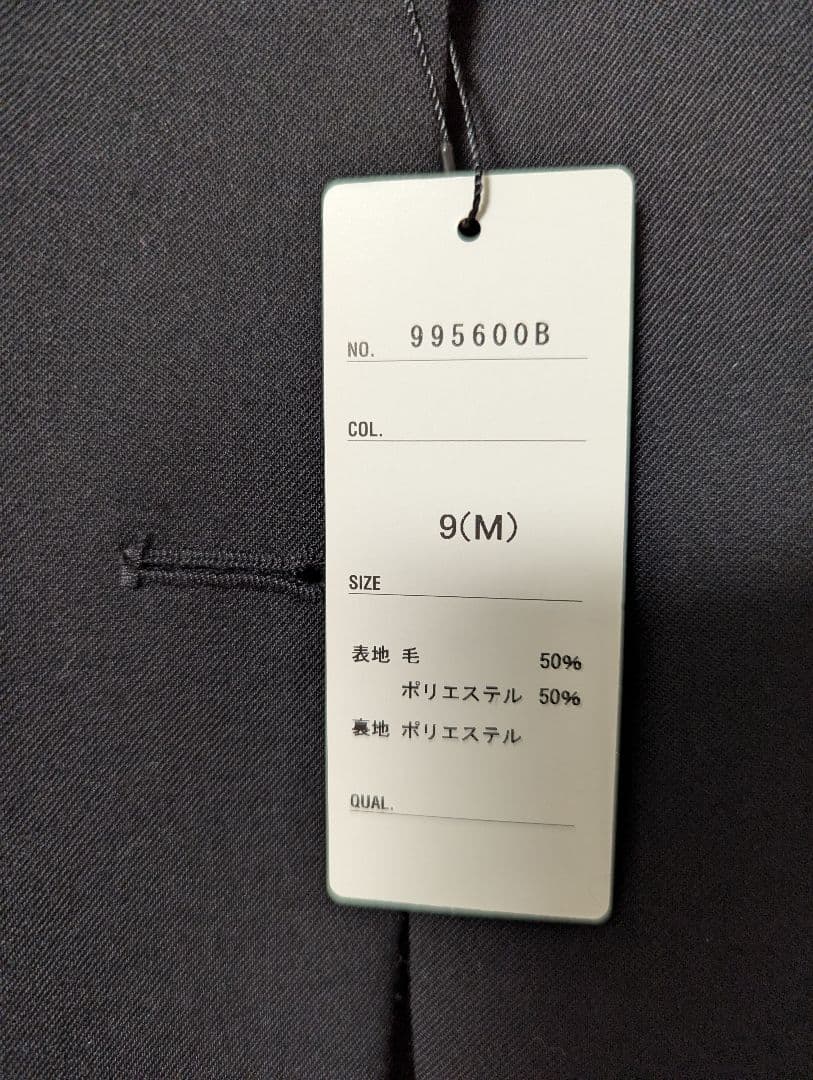 NO. 995600B
COL.
9(M)
SIZE
表地 毛 50%
ポリエステル 50%
裏地 ポリエステル
QUAL.